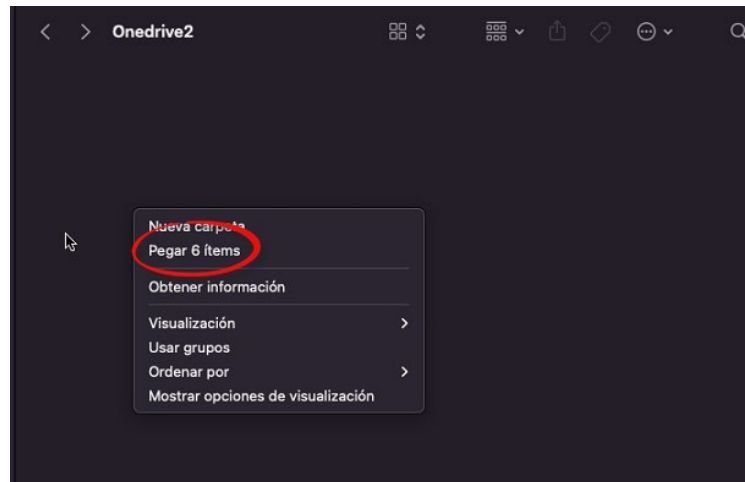 Onedrive2
Nueva carpeta
Pegar 6 ítems
Obtener información
Visualización
Usar grupos
Ordenar por
Mostrar opciones de visualización